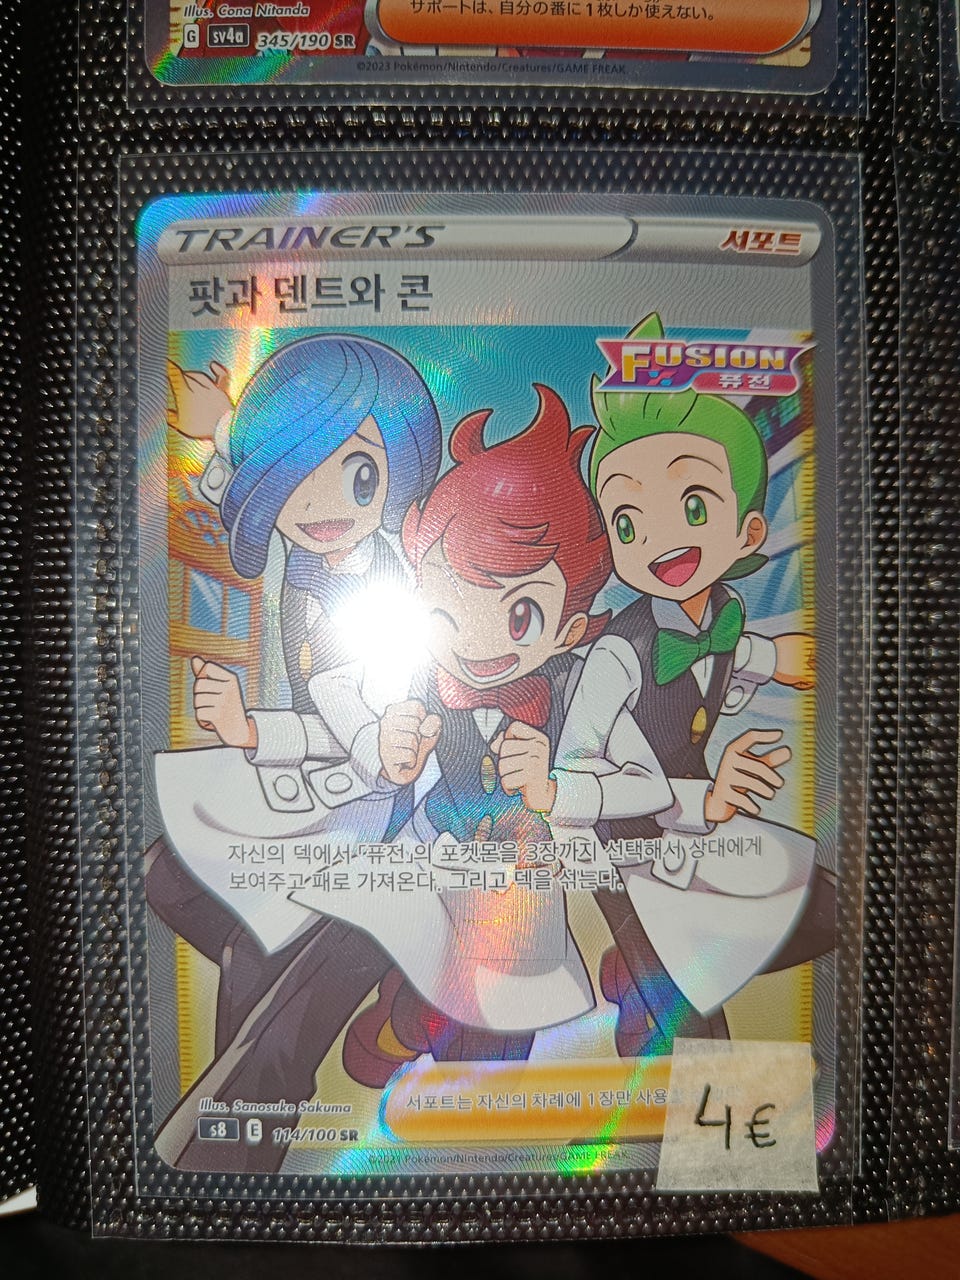 Illus. Cona Nitanda
サポートは、自分の番に1枚しか使えない。
G sv4a 345/190 SR
©2023 Pokémon/Nintendo/Creatures/GAME FREAK.
TRAINER'S
서포트
팟과 덴트와 콘
FUSION
퓨전
자신의 덱에서 「퓨전」의 포켓몬을 3장까지 선택해서 상대에게
보여주고 패로 가져온다. 그리고 덱을 섞는다.
서포트는 자신의 차례에 1장만 사용
Illus. Sanosuke Sakuma
s8 E 114/100 SR
©2021 Pokémon/Nintendo/Creatures/GAME FREAK.
4€